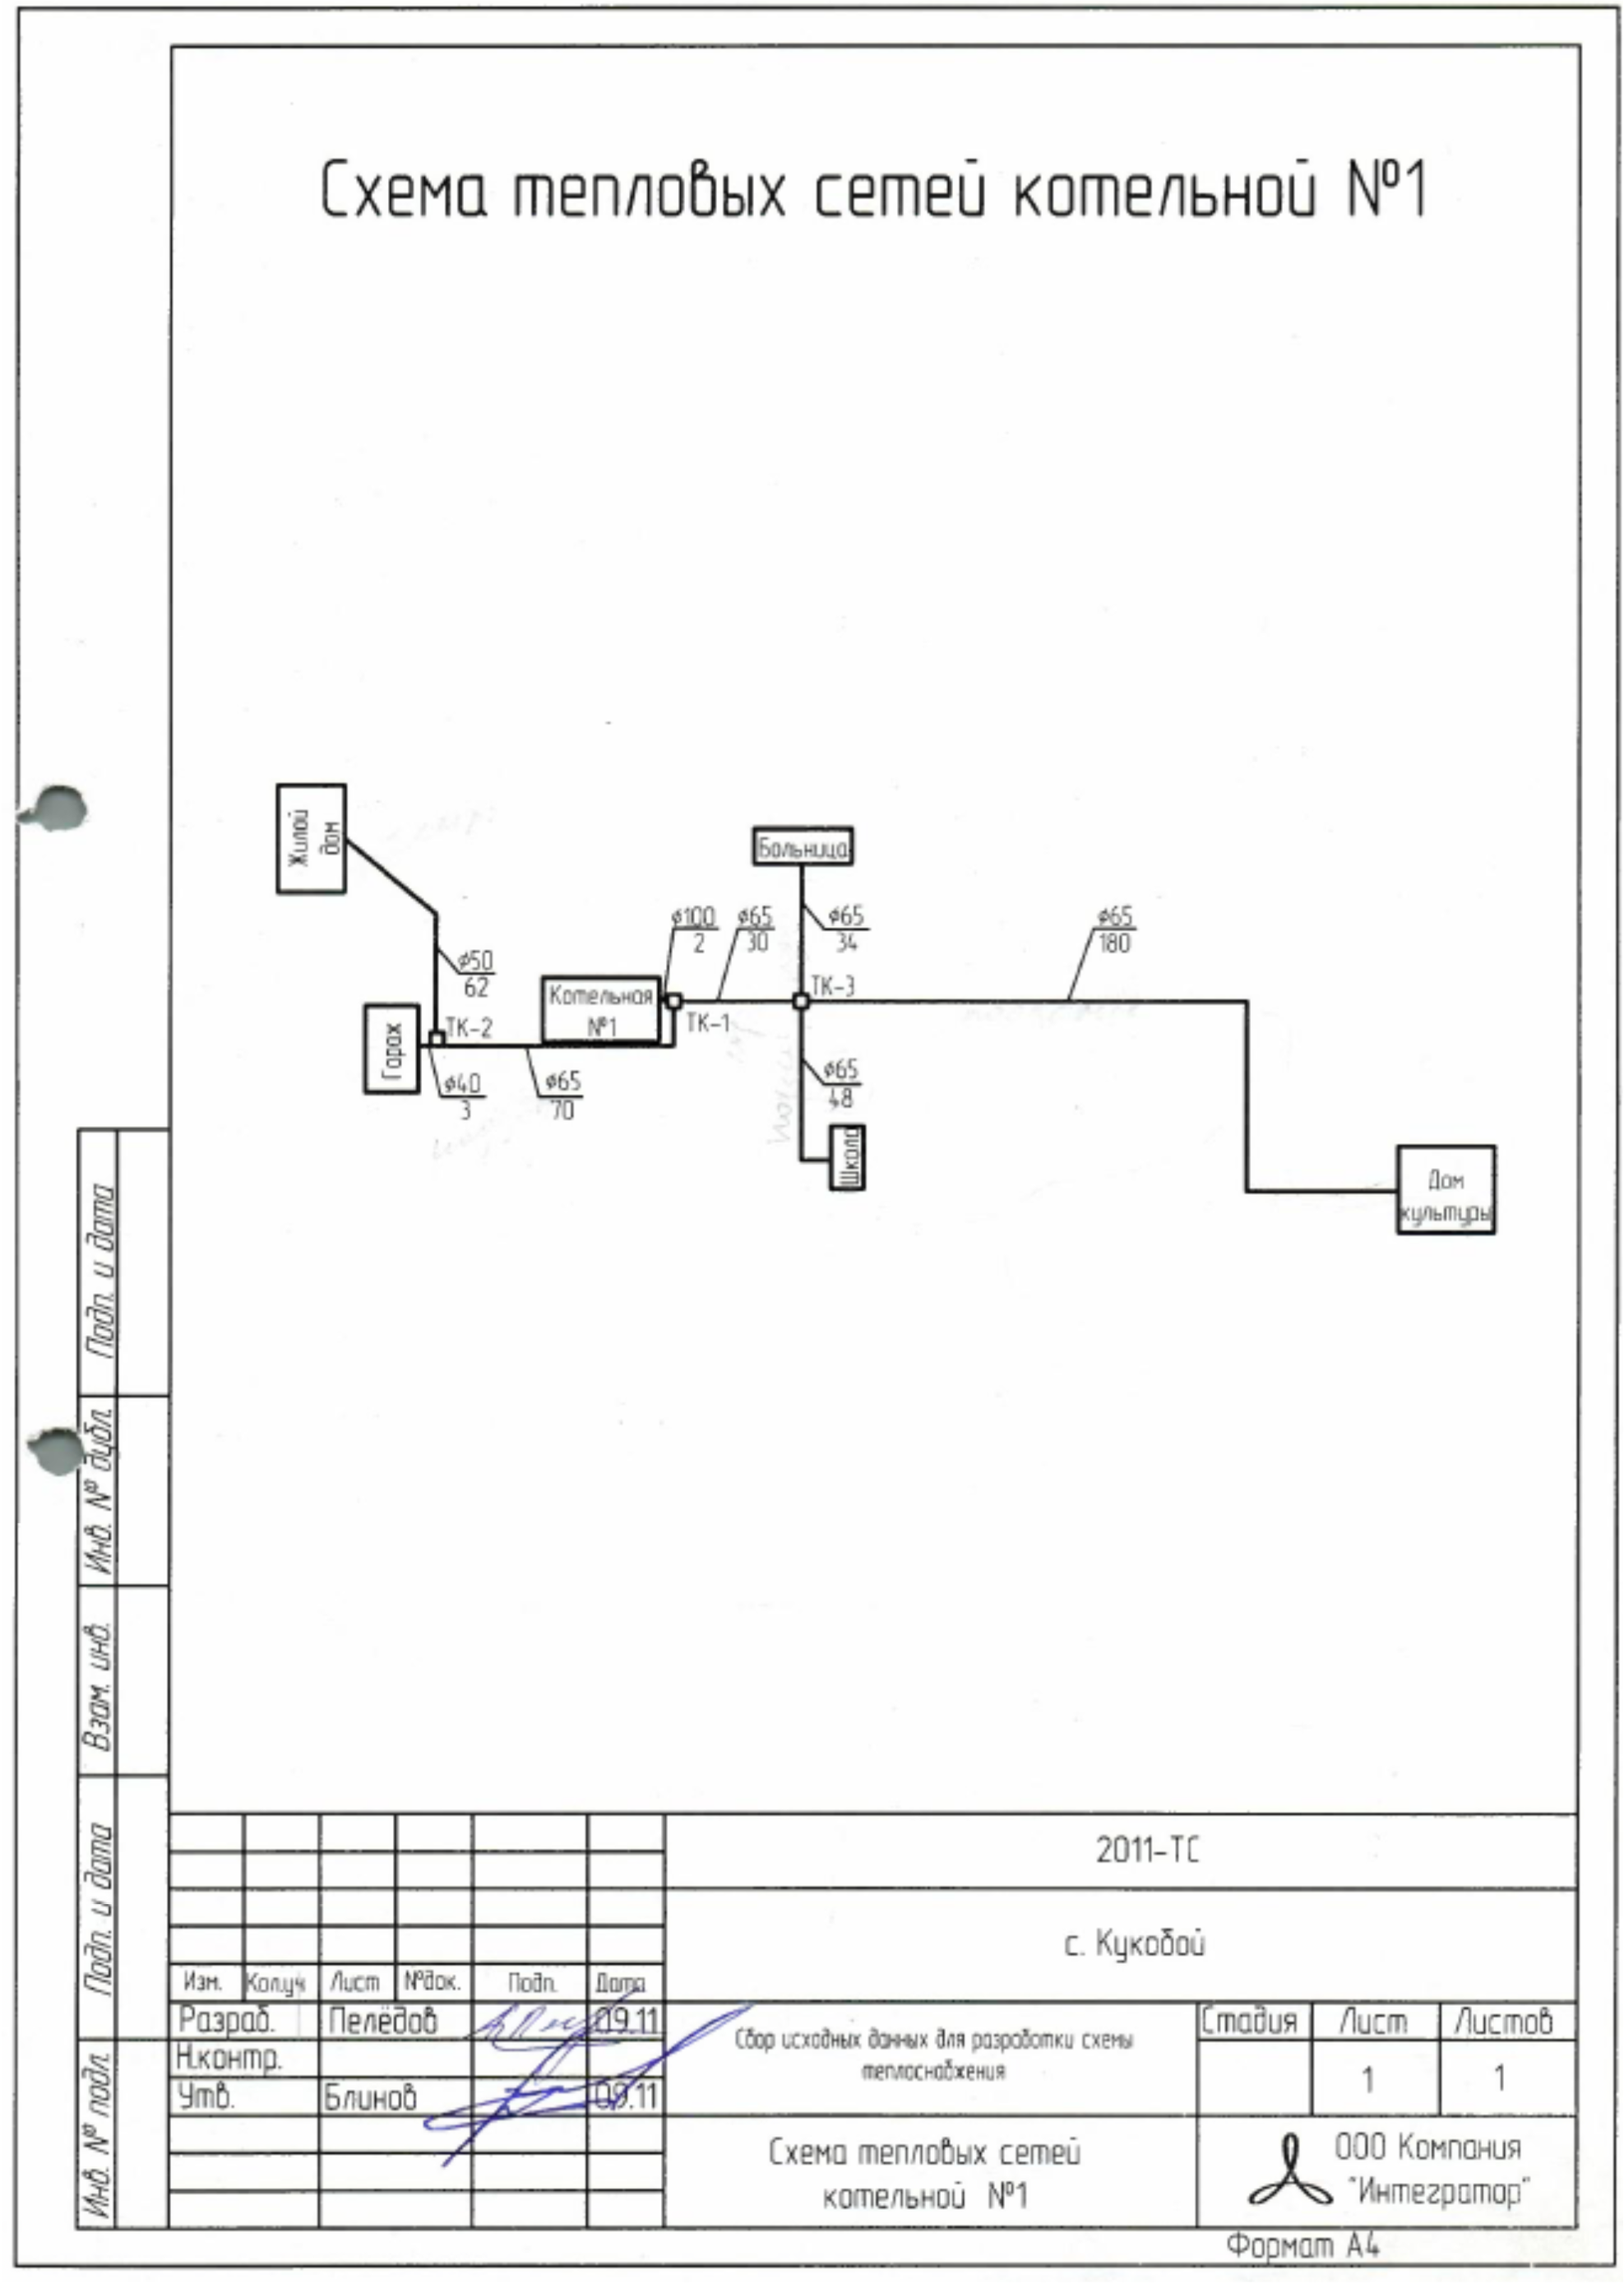 Схема тепловых сетей котельной №1
Жилой
дом
Больница
ø100
2
ø65
30
ø65
34
ø65
180
ø50
62
Котельная
№1
ТК-3
ТК-1
ТК-2
Гараж
ø40
3
ø65
70
ø65
48
Школа
Дом
культуры
Подп. и дата
Инв. № дубл.
Взам. инв.
Подп. и дата
Инв. № подл.
2011-ТС
с. Кукобой
Изм. Кол.уч Лист №док. Подп. Дата
Разраб. Пелёдов 09.11
Н.контр.
Утв. Блинов 09.11
Сбор исходных данных для разработки схемы
теплоснабжения
Стадия Лист Листов
1 1
Схема тепловых сетей
котельной №1
ООО Компания
"Интегратор"
Формат А4